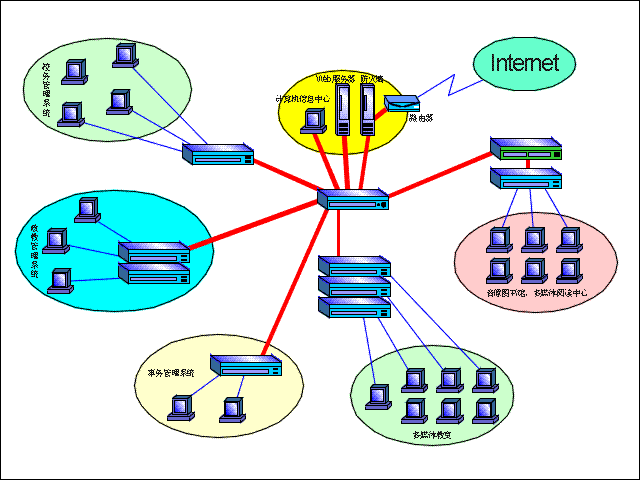 校务管理系统
Web服务器 防火墙
计算机信息中心
路由器
Internet
教管理系统
音像图书馆，多媒体阅读中心
事务管理系统
多媒体教室